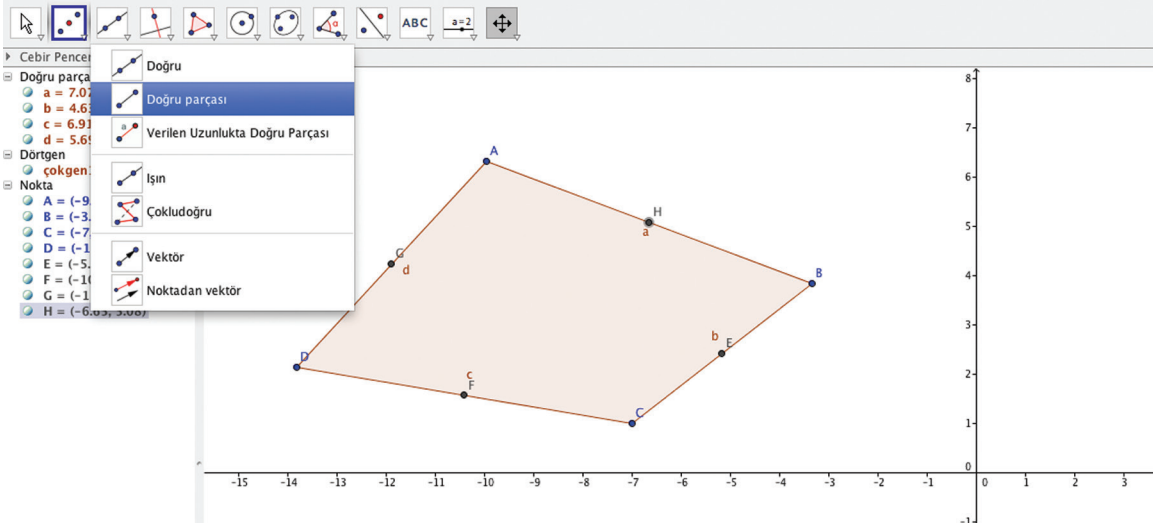 ABC
a=2
α
Cebir Pencer
Doğru parça
a = 7.07
b = 4.63
c = 6.91
d = 5.69
Dörtgen
çokgen
Nokta
A = (-9.
B = (-3.
C = (-7
D = (-1
E = (-5.
F = (-10
G = (-1
H = (-6.65, 5.08)
Doğru
Doğru parçası
a
Verilen Uzunlukta Doğru Parçası
Işın
Çokludoğru
Vektör
Noktadan vektör
A
H
a
G
d
B
b
E
D
c
F
C
8
7
6
5
4
3
2
1
0
-15 -14 -13 -12 -11 -10 -9 -8 -7 -6 -5 -4 -3 -2 -1 0 1 2 3
-1